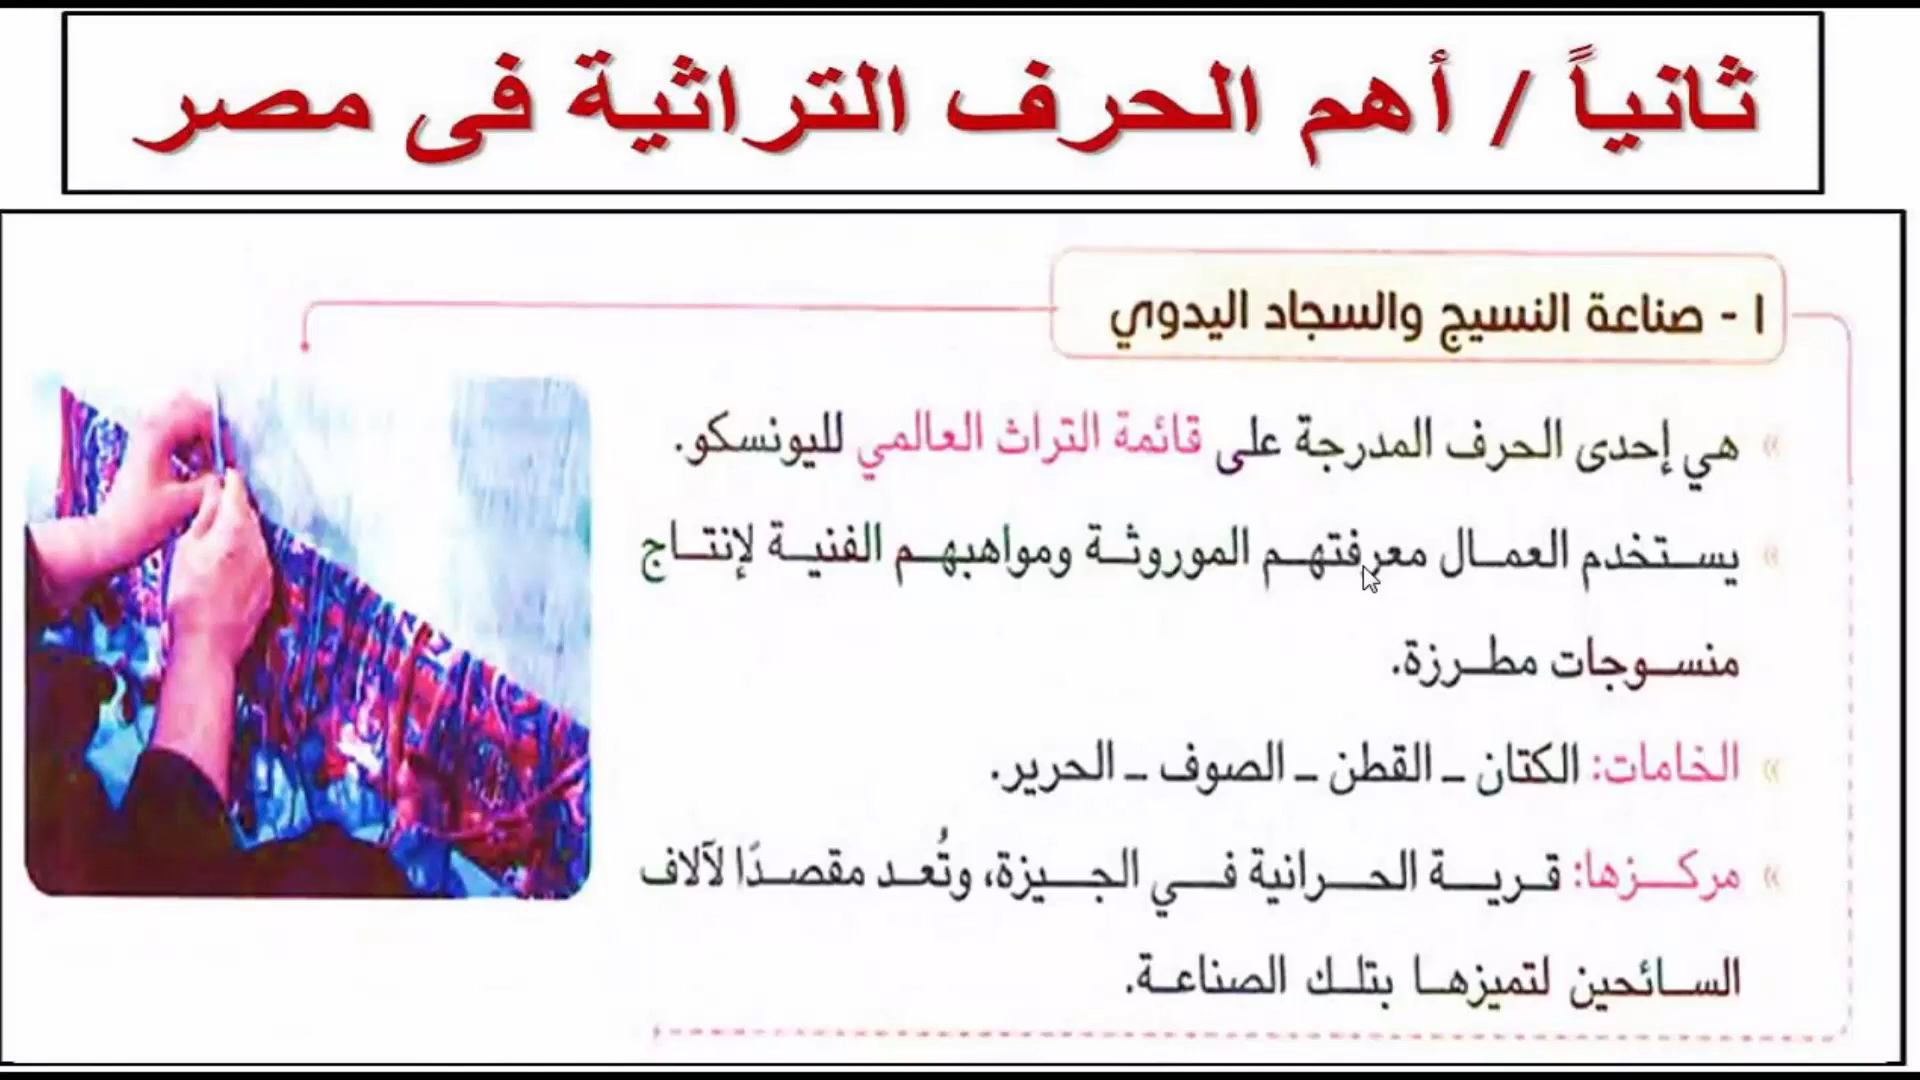 ثانياً / أهم الحرف التراثية فى مصر
١ - صناعة النسيج والسجاد اليدوي
هي إحدى الحرف المدرجة على قائمة التراث العالمي لليونسكو.
يستخدم العمال معرفتهم الموروثة ومواهبهم الفنية لإنتاج
منسوجات مطرزة.
الخامات: الكتان – القطن – الصوف – الحرير.
مركزها: قرية الحرانية في الجيزة، وتُعد مقصدًا لآلاف
السائحين لتميزها بتلك الصناعة.